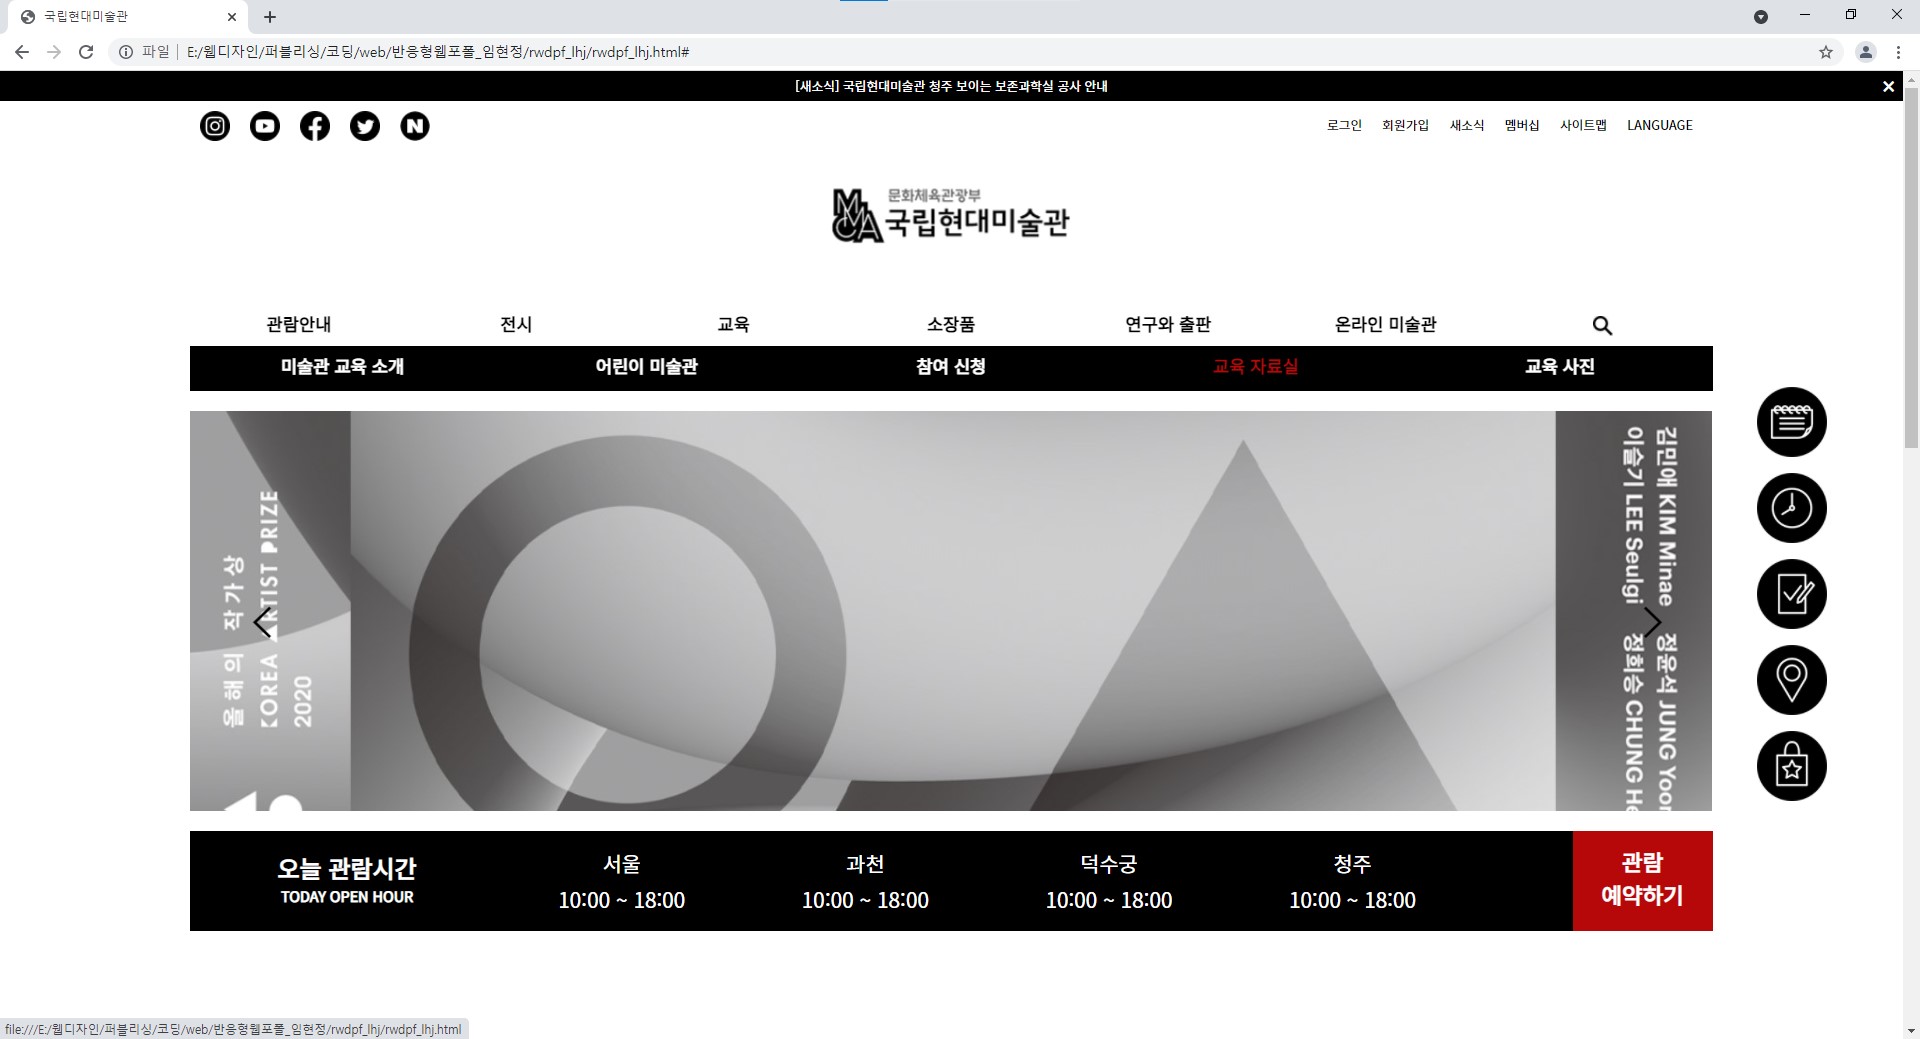 국립현대미술관
파일
E:/웹디자인/퍼블리싱/코딩/web/반응형웹포폴_임현정/rwdpf_lhj/rwdpf_lhj.html#
[새소식] 국립현대미술관 청주 보이는 보존과학실 공사 안내
로그인 회원가입 새소식 멤버십 사이트맵 LANGUAGE
문화체육관광부
MMCA 국립현대미술관
관람안내 전시 교육 소장품 연구와 출판 온라인 미술관
미술관 교육 소개 어린이 미술관 참여 신청 교육 자료실 교육 사진
올해의 작가상
KOREA ARTIST PRIZE
2020
김민애 KIM Minae 정윤석 JUNG Yoon
이슬기 LEE Seulgi 정희승 CHUNG He
오늘 관람시간
TODAY OPEN HOUR
서울 과천 덕수궁 청주
10:00 ~ 18:00 10:00 ~ 18:00 10:00 ~ 18:00 10:00 ~ 18:00
관람
예약하기
file:///E:/웹디자인/퍼블리싱/코딩/web/반응형웹포폴_임현정/rwdpf_lhj/rwdpf_lhj.html